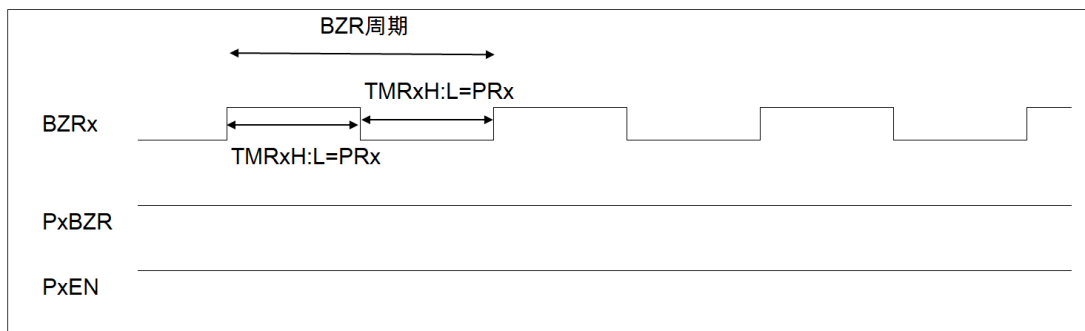 BZR周期
TMRxH:L=PRx
BZRx
TMRxH:L=PRx
PxBZR
PxEN